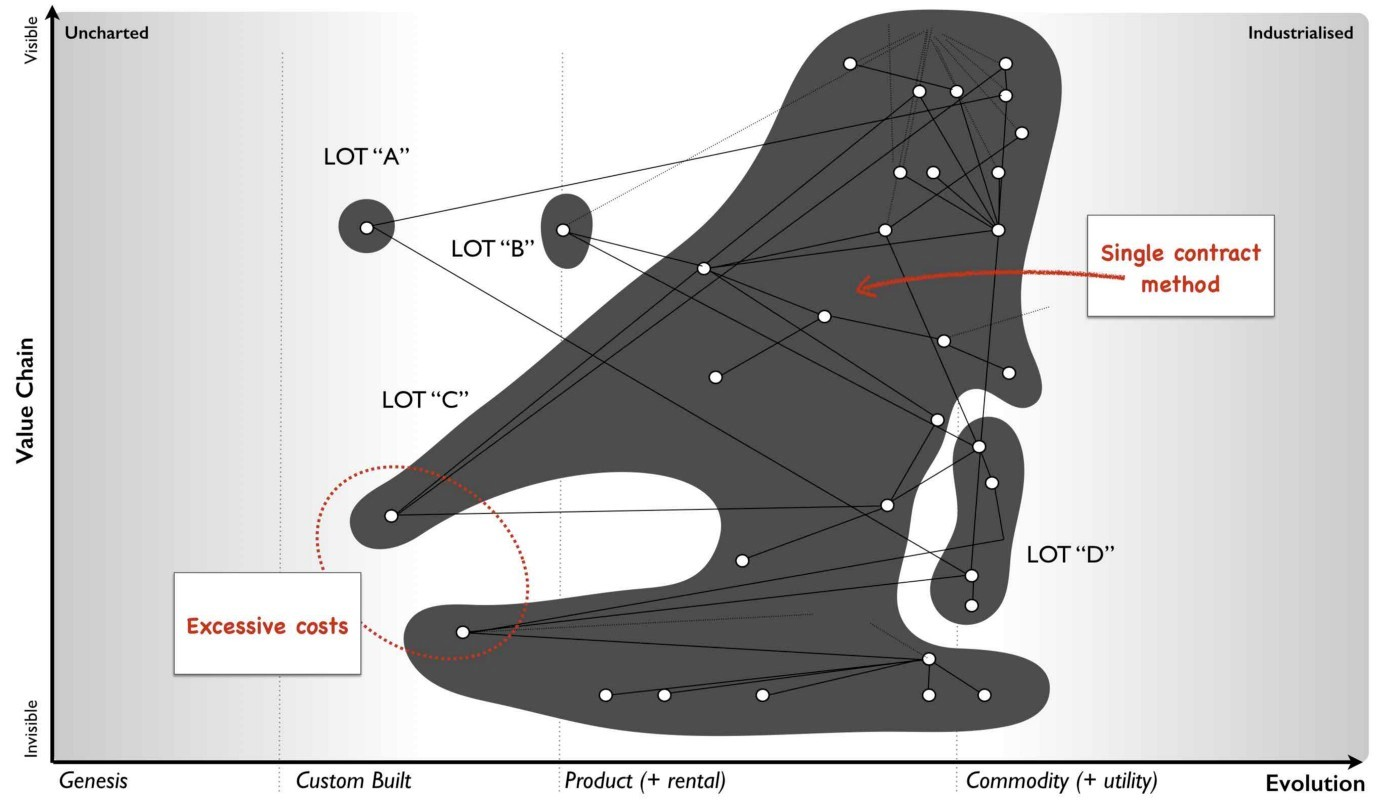 Visible
Uncharted
Industrialised
LOT “A”
LOT “B”
Single contract
method
Value Chain
LOT “C”
LOT “D”
Excessive costs
Invisible
Genesis
Custom Built
Product (+ rental)
Commodity (+ utility)
Evolution